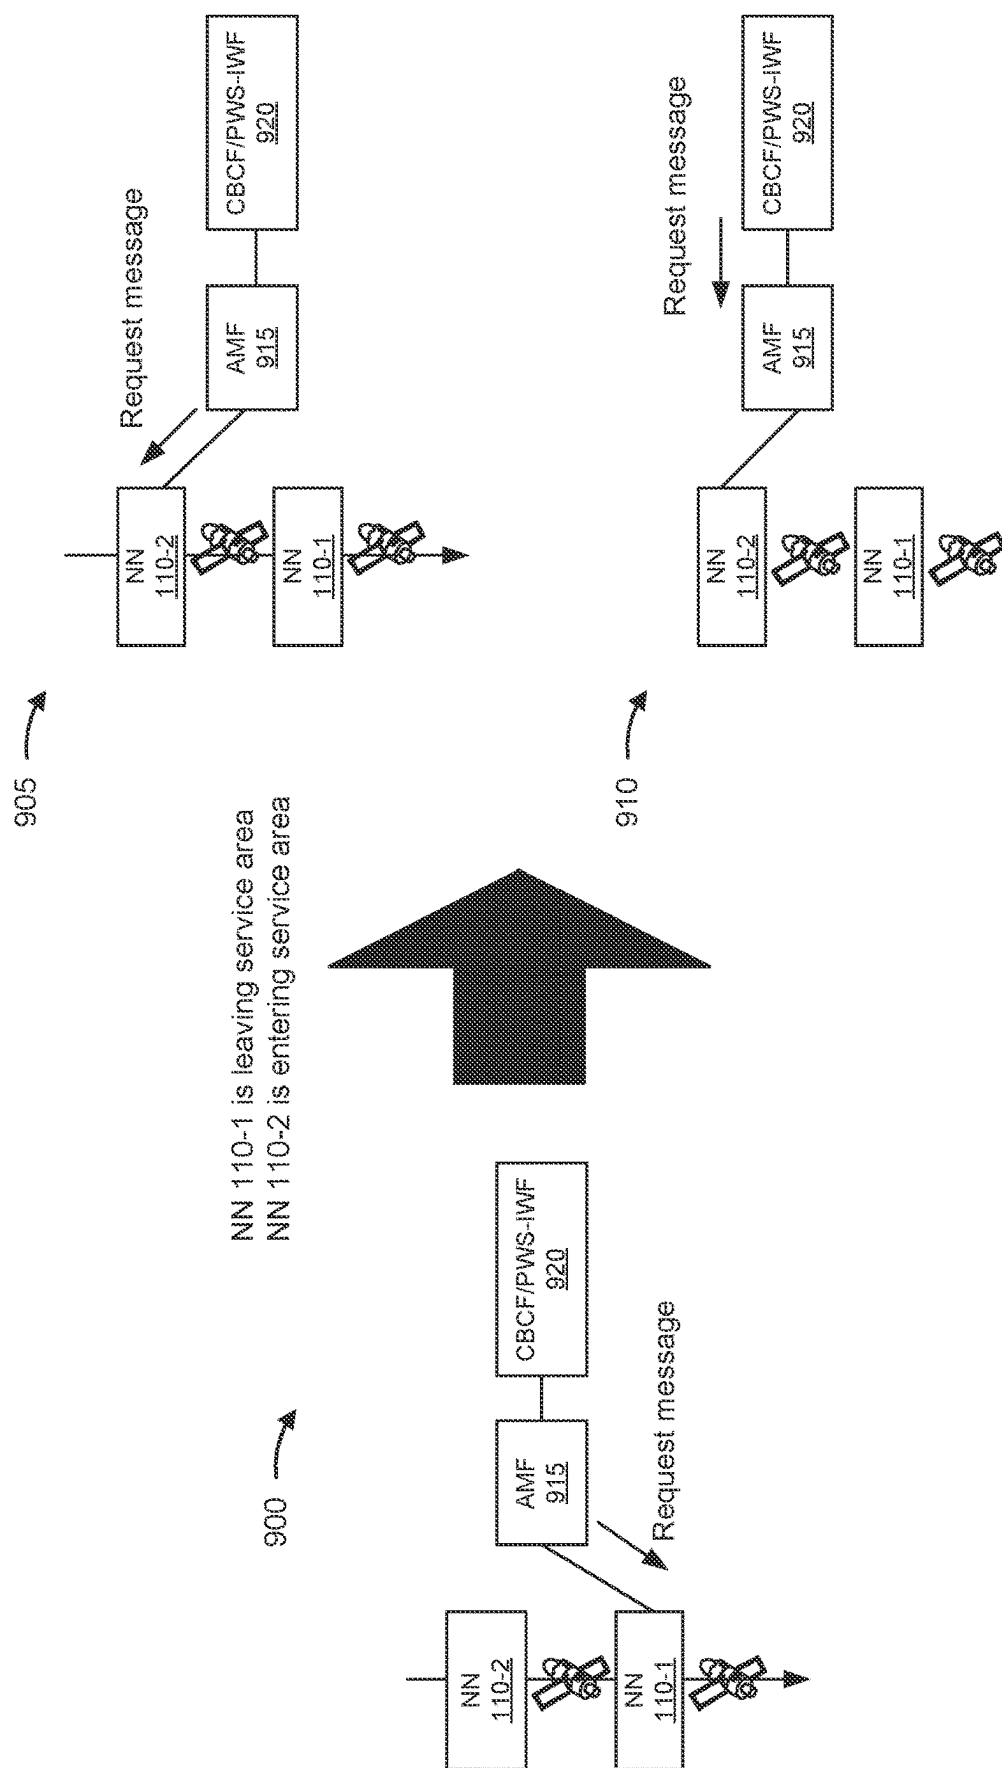 900
NN
110-2
NN
110-1
AMF
915
CBCF/PWS-IWF
920
Request message
NN 110-1 is leaving service area
NN 110-2 is entering service area
905
NN
110-2
NN
110-1
Request message
AMF
915
CBCF/PWS-IWF
920
910
NN
110-2
NN
110-1
Request message
AMF
915
CBCF/PWS-IWF
920